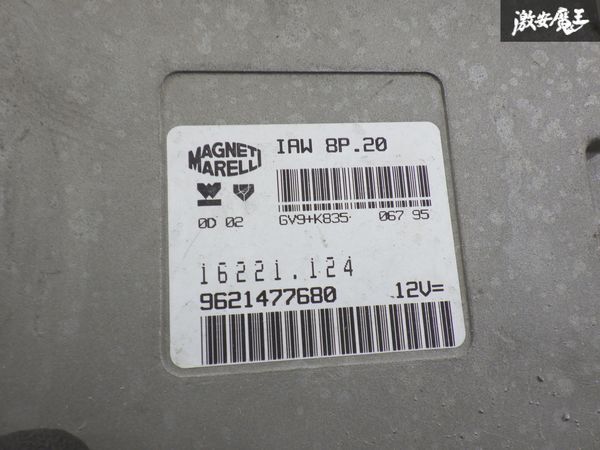 激安魔王
MAGNETI MARELLI
IAW 8P.20
0D 02
GV9+K835 067 95
16221.124
9621477680 12V=